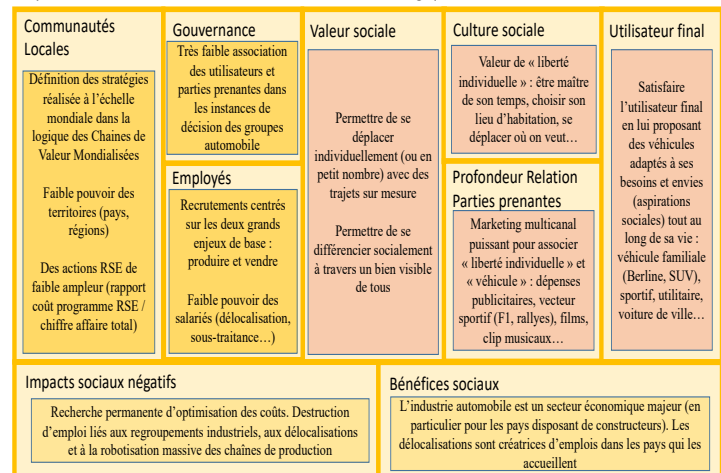 Communautés
Locales
Définition des stratégies
réalisée à l'échelle
mondiale dans la
logique des Chaines de
Valeur Mondialisées
Faible pouvoir des
territoires (pays,
régions)
Des actions RSE de
faible ampleur (rapport
coût programme RSE /
chiffre affaire total)
Gouvernance
Très faible association
des utilisateurs et
parties prenantes dans
les instances de
décision des groupes
automobile
Employés
Recrutements centrés
sur les deux grands
enjeux de base :
produire et vendre
Faible pouvoir des
salariés (délocalisation,
sous-traitance…)
Valeur sociale
Permettre de se
déplacer
individuellement (ou en
petit nombre) avec des
trajets sur mesure
Permettre de se
différencier socialement
à travers un bien visible
de tous
Culture sociale
Valeur de « liberté
individuelle » : être maître
de son temps, choisir son
lieu d'habitation, se
déplacer où on veut…
Profondeur Relation
Parties prenantes
Marketing multicanal
puissant pour associer
« liberté individuelle » et
« véhicule » : dépenses
publicitaires, vecteur
sportif (F1, rallyes), films,
clip musicaux…
Utilisateur final
Satisfaire
l'utilisateur final
en lui proposant
des véhicules
adaptés à ses
besoins et envies
(aspirations
sociales) tout au
long de sa vie :
véhicule familiale
(Berline, SUV),
sportif, utilitaire,
voiture de ville…
Impacts sociaux négatifs
Recherche permanente d'optimisation des coûts. Destruction
d'emploi liés aux regroupements industriels, aux délocalisations
et à la robotisation massive des chaînes de production
Bénéfices sociaux
L'industrie automobile est un secteur économique majeur (en
particulier pour les pays disposant de constructeurs). Les
délocalisations sont créatrices d'emplois dans les pays qui les
accueillent